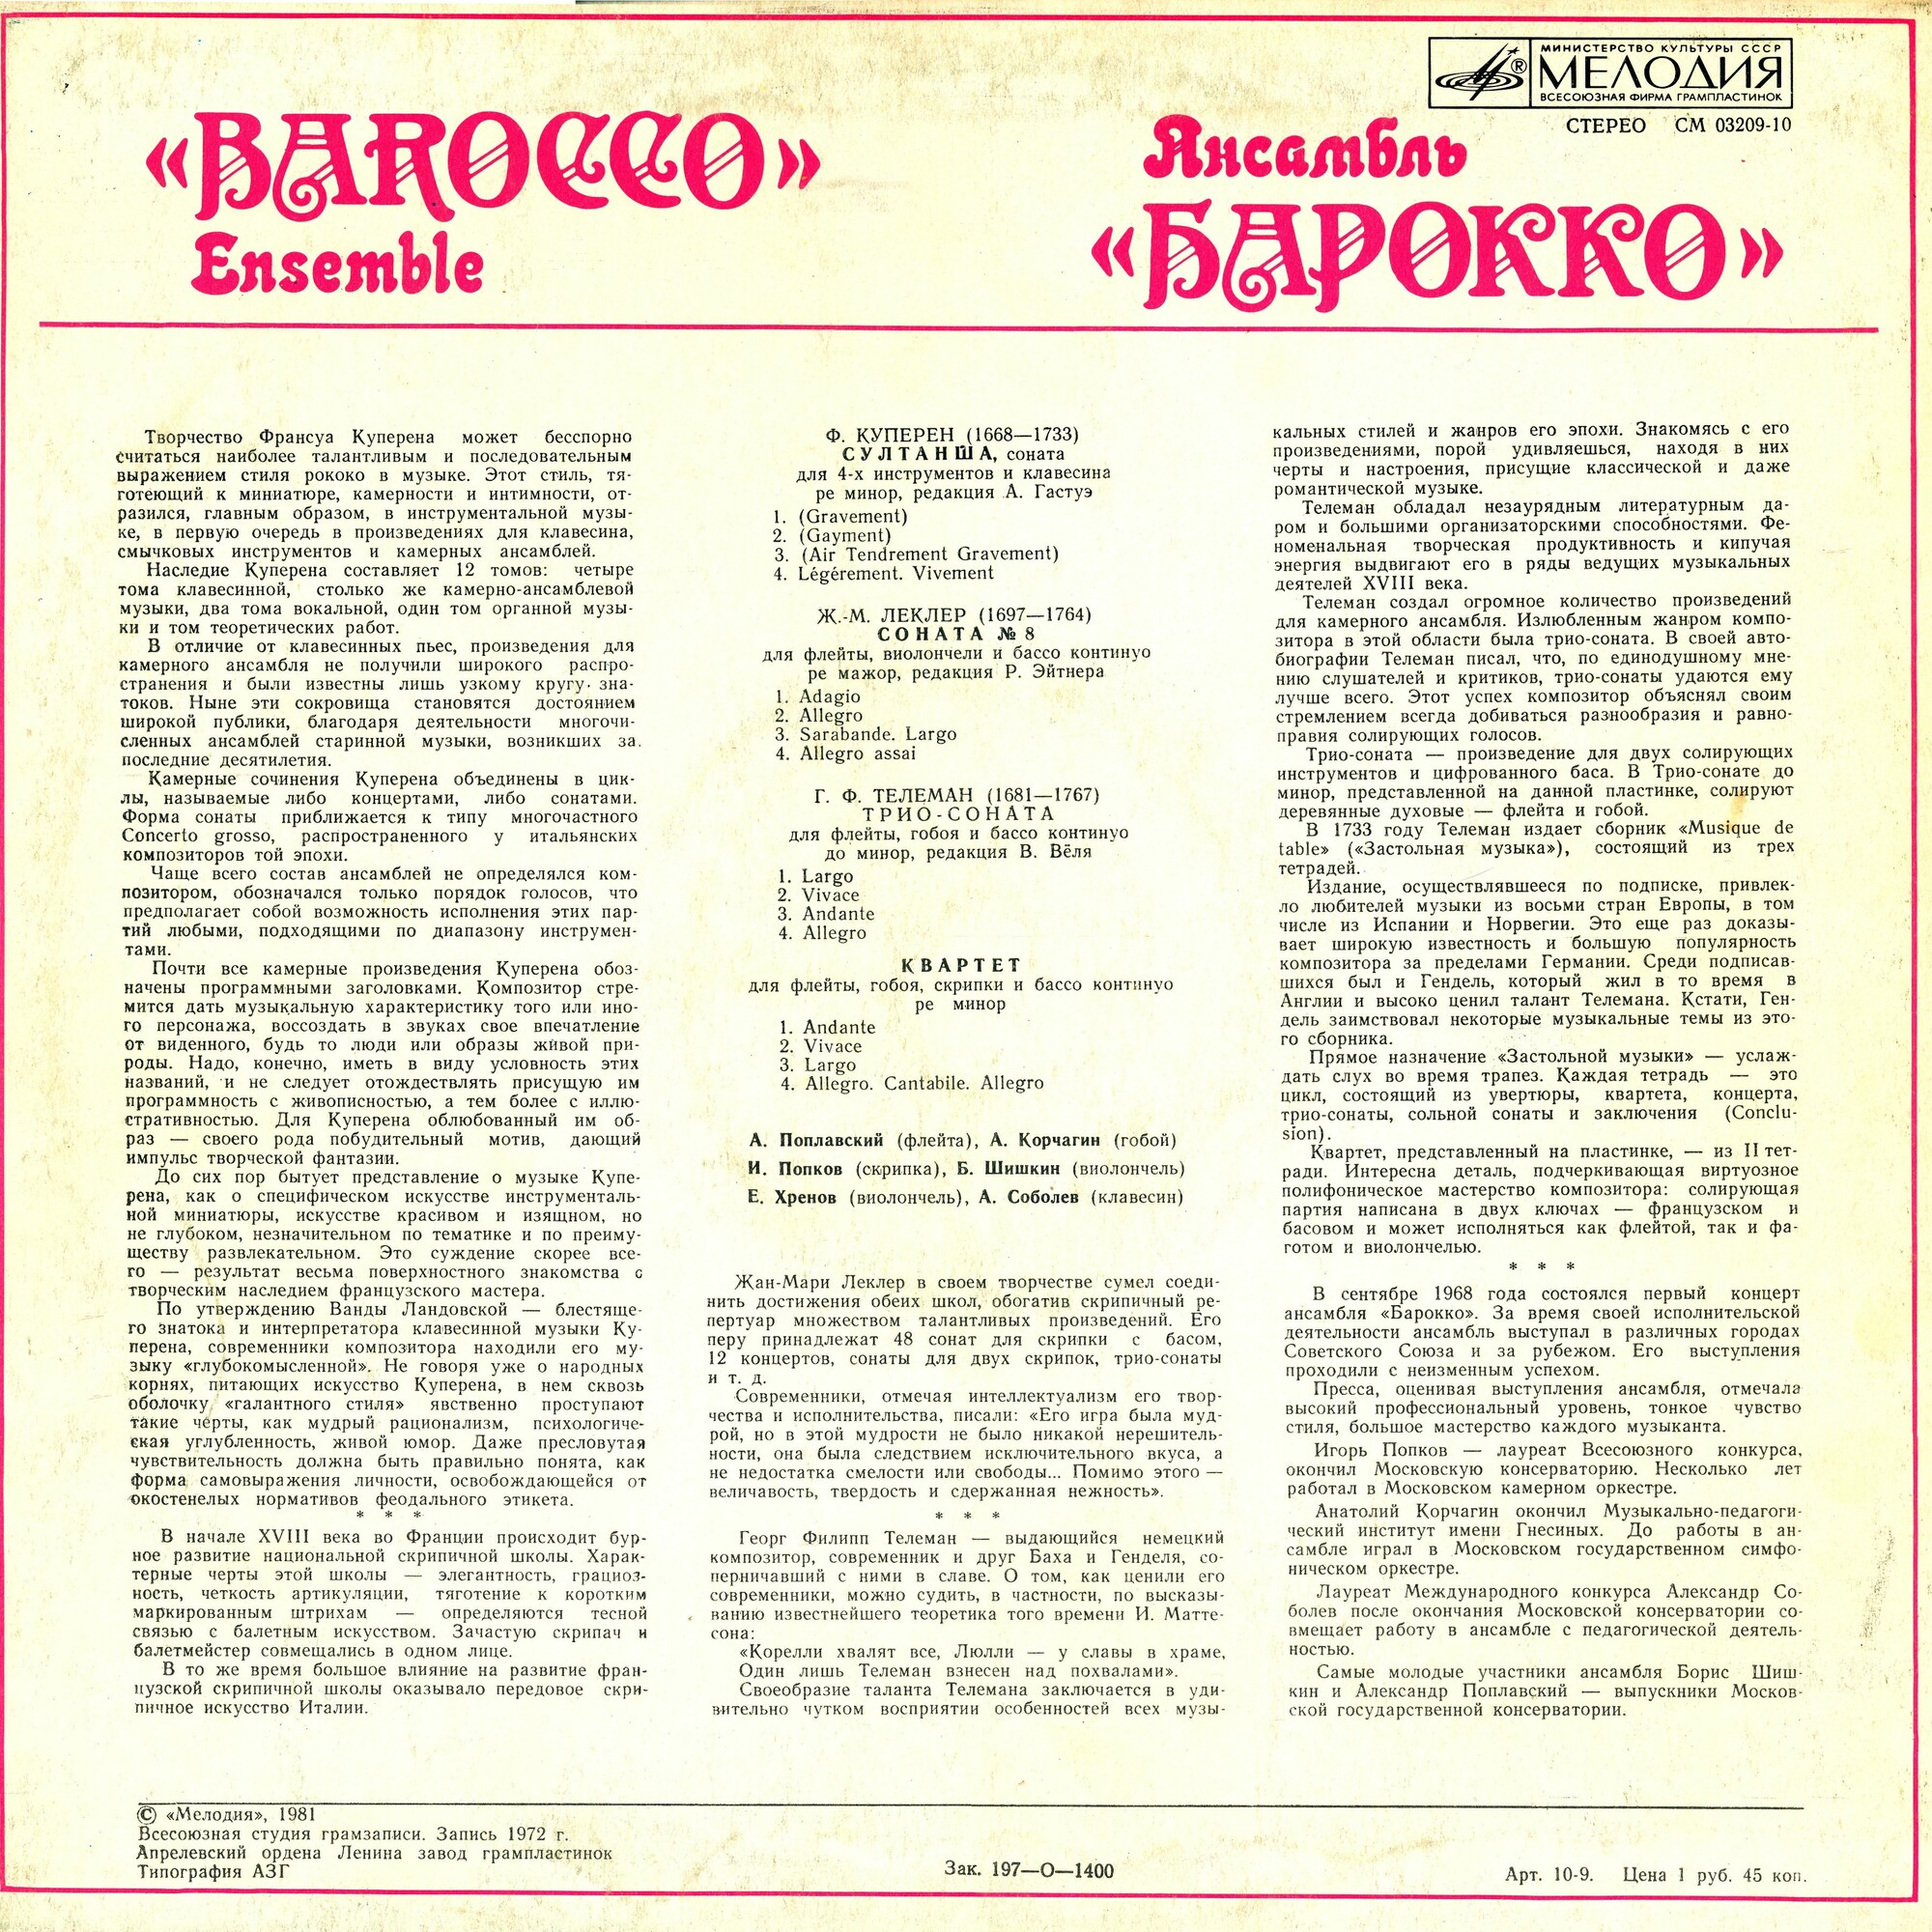 МИНИСТЕРСТВО КУЛЬТУРЫ СССР
МЕЛОДИЯ
ВСЕСОЮЗНАЯ ФИРМА ГРАМПЛАСТИНОК
СТЕРЕО СМ 03209-10
«BAROCCO»
Ensemble
Ансамбль
«БАРОККО»
Творчество Франсуа Куперена может бесспорно
считаться наиболее талантливым и последовательным
выражением стиля рококо в музыке. Этот стиль, тя-
готеющий к миниатюре, камерности и интимности, от-
разился, главным образом, в инструментальной музы-
ке, в первую очередь в произведениях для клавесина,
смычковых инструментов и камерных ансамблей.
Наследие Куперена составляет 12 томов: четыре
тома клавесинной, столько же камерно-ансамблевой
музыки, два тома вокальной, один том органной музы-
ки и том теоретических работ.
В отличие от клавесинных пьес, произведения для
камерного ансамбля не получили широкого распро-
странения и были известны лишь узкому кругу зна-
токов. Ныне эти сокровища становятся достоянием
широкой публики, благодаря деятельности многочи-
сленных ансамблей старинной музыки, возникших за
последние десятилетия.
Камерные сочинения Куперена объединены в цик-
лы, называемые либо концертами, либо сонатами.
Форма сонаты приближается к типу многочастного
Concerto grosso, распространенного у итальянских
композиторов той эпохи.
Чаще всего состав ансамблей не определялся ком-
позитором, обозначался только порядок голосов, что
предполагает собой возможность исполнения этих пар-
тий любыми, подходящими по диапазону инструмен-
тами.
Почти все камерные произведения Куперена обоз-
начены программными заголовками. Композитор стре-
мится дать музыкальную характеристику того или ино-
го персонажа, воссоздать в звуках свое впечатление
от виденного, будь то люди или образы живой при-
роды. Надо, конечно, иметь в виду условность этих
названий, и не следует отождествлять присущую им
программность с живописностью, а тем более с иллю-
стративностью. Для Куперена облюбованный им об-
раз — своего рода побудительный мотив, дающий
импульс творческой фантазии.
До сих пор бытует представление о музыке Купе-
рена, как о специфическом искусстве инструменталь-
ной миниатюры, искусстве красивом и изящном, но
не глубоком, незначительном по тематике и по преиму-
ществу развлекательном. Это суждение скорее все-
го — результат весьма поверхностного знакомства с
творческим наследием французского мастера.
По утверждению Ванды Ландовской — блестяще-
го знатока и интерпретатора клавесинной музыки Ку-
перена, современники композитора находили его му-
зыку «глубокомысленной». Не говоря уже о народных
корнях, питающих искусство Куперена, в нем сквозь
оболочку «галантного стиля» явственно проступают
такие черты, как мудрый рационализм, психологиче-
ская углубленность, живой юмор. Даже пресловутая
чувствительность должна быть правильно понята, как
форма самовыражения личности, освобождающейся от
окостенелых нормативов феодального этикета.
* * *
В начале XVIII века во Франции происходит бур-
ное развитие национальной скрипичной школы. Харак-
терные черты этой школы — элегантность, грациоз-
ность, четкость артикуляции, тяготение к коротким
маркированным штрихам — определяются тесной
связью с балетным искусством. Зачастую скрипач и
балетмейстер совмещались в одном лице.
В то же время большое влияние на развитие фран-
цузской скрипичной школы оказывало передовое скри-
пичное искусство Италии.
Ф. КУПЕРЕН (1668—1733)
СУЛТАНША, соната
для 4-х инструментов и клавесина
ре минор, редакция А. Гастуэ
1. (Gravement)
2. (Gayment)
3. (Air Tendrement Gravement)
4. Légérement. Vivement
Ж.-М. ЛЕКЛЕР (1697—1764)
СОНАТА № 8
для флейты, виолончели и бассо континуо
ре мажор, редакция Р. Эйтнера
1. Adagio
2. Allegro
3. Sarabande. Largo
4. Allegro assai
Г. Ф. ТЕЛЕМАН (1681—1767)
ТРИО-СОНАТА
для флейты, гобоя и бассо континуо
до минор, редакция В. Вёля
1. Largo
2. Vivace
3. Andante
4. Allegro
КВАРТЕТ
для флейты, гобоя, скрипки и бассо континуо
ре минор
1. Andante
2. Vivace
3. Largo
4. Allegro. Cantabile. Allegro
А. Поплавский (флейта), А. Корчагин (гобой)
И. Попков (скрипка), Б. Шишкин (виолончель)
Е. Хренов (виолончель), А. Соболев (клавесин)
Жан-Мари Леклер в своем творчестве сумел соеди-
нить достижения обеих школ, обогатив скрипичный ре-
пертуар множеством талантливых произведений. Его
перу принадлежат 48 сонат для скрипки с басом,
12 концертов, сонаты для двух скрипок, трио-сонаты
и т. д.
Современники, отмечая интеллектуализм его твор-
чества и исполнительства, писали: «Его игра была муд-
рой, но в этой мудрости не было никакой нерешитель-
ности, она была следствием исключительного вкуса, а
не недостатка смелости или свободы... Помимо этого —
величавость, твердость и сдержанная нежность».
* * *
Георг Филипп Телеман — выдающийся немецкий
композитор, современник и друг Баха и Генделя, со-
перничавший с ними в славе. О том, как ценили его
современники, можно судить, в частности, по высказы-
ванию известнейшего теоретика того времени И. Матте-
сона:
«Корелли хвалят все, Люлли — у славы в храме,
Один лишь Телеман взнесен над похвалами».
Своеобразие таланта Телемана заключается в уди-
вительно чутком восприятии особенностей всех музы-
кальных стилей и жанров его эпохи. Знакомясь с его
произведениями, порой удивляешься, находя в них
черты и настроения, присущие классической и даже
романтической музыке.
Телеман обладал незаурядным литературным да-
ром и большими организаторскими способностями. Фе-
номенальная творческая продуктивность и кипучая
энергия выдвигают его в ряды ведущих музыкальных
деятелей XVIII века.
Телеман создал огромное количество произведений
для камерного ансамбля. Излюбленным жанром компо-
зитора в этой области была трио-соната. В своей авто-
биографии Телеман писал, что, по единодушному мне-
нию слушателей и критиков, трио-сонаты удаются ему
лучше всего. Этот успех композитор объяснял своим
стремлением всегда добиваться разнообразия и равно-
правия солирующих голосов.
Трио-соната — произведение для двух солирующих
инструментов и цифрованного баса. В Трио-сонате до
минор, представленной на данной пластинке, солируют
деревянные духовые — флейта и гобой.
В 1733 году Телеман издает сборник «Musique de
table» («Застольная музыка»), состоящий из трех
тетрадей.
Издание, осуществлявшееся по подписке, привлек-
ло любителей музыки из восьми стран Европы, в том
числе из Испании и Норвегии. Это еще раз доказы-
вает широкую известность и большую популярность
композитора за пределами Германии. Среди подписав-
шихся был и Гендель, который жил в то время в
Англии и высоко ценил талант Телемана. Кстати, Ген-
дель заимствовал некоторые музыкальные темы из это-
го сборника.
Прямое назначение «Застольной музыки» — услаж-
дать слух во время трапез. Каждая тетрадь — это
цикл, состоящий из увертюры, квартета, концерта,
трио-сонаты, сольной сонаты и заключения (Conclu-
sion).
Квартет, представленный на пластинке, — из II тет-
ради. Интересна деталь, подчеркивающая виртуозное
полифоническое мастерство композитора: солирующая
партия написана в двух ключах — французском и
басовом и может исполняться как флейтой, так и фа-
готом и виолончелью.
* * *
В сентябре 1968 года состоялся первый концерт
ансамбля «Барокко». За время своей исполнительской
деятельности ансамбль выступал в различных городах
Советского Союза и за рубежом. Его выступления
проходили с неизменным успехом.
Пресса, оценивая выступления ансамбля, отмечала
высокий профессиональный уровень, тонкое чувство
стиля, большое мастерство каждого музыканта.
Игорь Попков — лауреат Всесоюзного конкурса,
окончил Московскую консерваторию. Несколько лет
работал в Московском камерном оркестре.
Анатолий Корчагин окончил Музыкально-педагоги-
ческий институт имени Гнесиных. До работы в ан-
самбле играл в Московском государственном симфо-
ническом оркестре.
Лауреат Международного конкурса Александр Со-
болев после окончания Московской консерватории со-
вмещает работу в ансамбле с педагогической деятель-
ностью.
Самые молодые участники ансамбля Борис Шиш-
кин и Александр Поплавский — выпускники Москов-
ской государственной консерватории.
© «Мелодия», 1981
Всесоюзная студия грамзаписи. Запись 1972 г.
Апрелевский ордена Ленина завод грампластинок
Типография АЗГ
Зак. 197—О—1400
Арт. 10-9. Цена 1 руб. 45 коп.